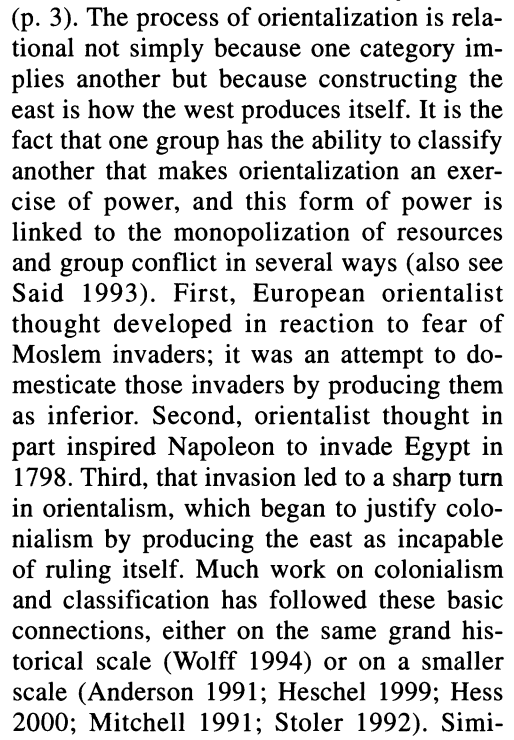 (p. 3). The process of orientalization is rela-
tional not simply because one category im-
plies another but because constructing the
east is how the west produces itself. It is the
fact that one group has the ability to classify
another that makes orientalization an exer-
cise of power, and this form of power is
linked to the monopolization of resources
and group conflict in several ways (also see
Said 1993). First, European orientalist
thought developed in reaction to fear of
Moslem invaders; it was an attempt to do-
mesticate those invaders by producing them
as inferior. Second, orientalist thought in
part inspired Napoleon to invade Egypt in
1798. Third, that invasion led to a sharp turn
in orientalism, which began to justify colo-
nialism by producing the east as incapable
of ruling itself. Much work on colonialism
and classification has followed these basic
connections, either on the same grand his-
torical scale (Wolff 1994) or on a smaller
scale (Anderson 1991; Heschel 1999; Hess
2000; Mitchell 1991; Stoler 1992). Simi-